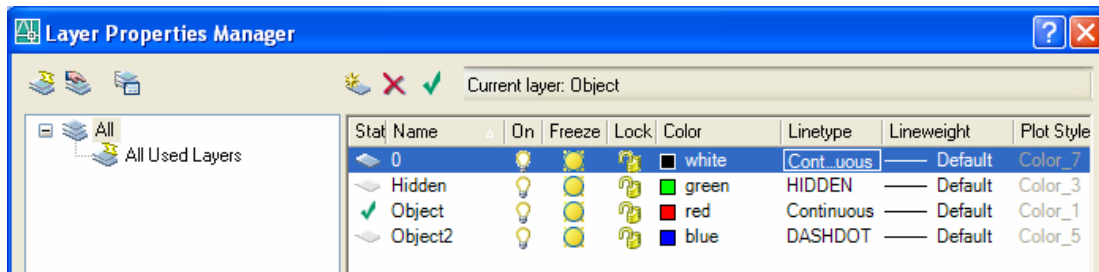 Layer Properties Manager
Current layer: Object
All
All Used Layers
Stat Name On Freeze Lock Color Linetype Lineweight Plot Style
0 white Cont...uous Default Color_7
Hidden green HIDDEN Default Color_3
Object red Continuous Default Color_1
Object2 blue DASHDOT Default Color_5